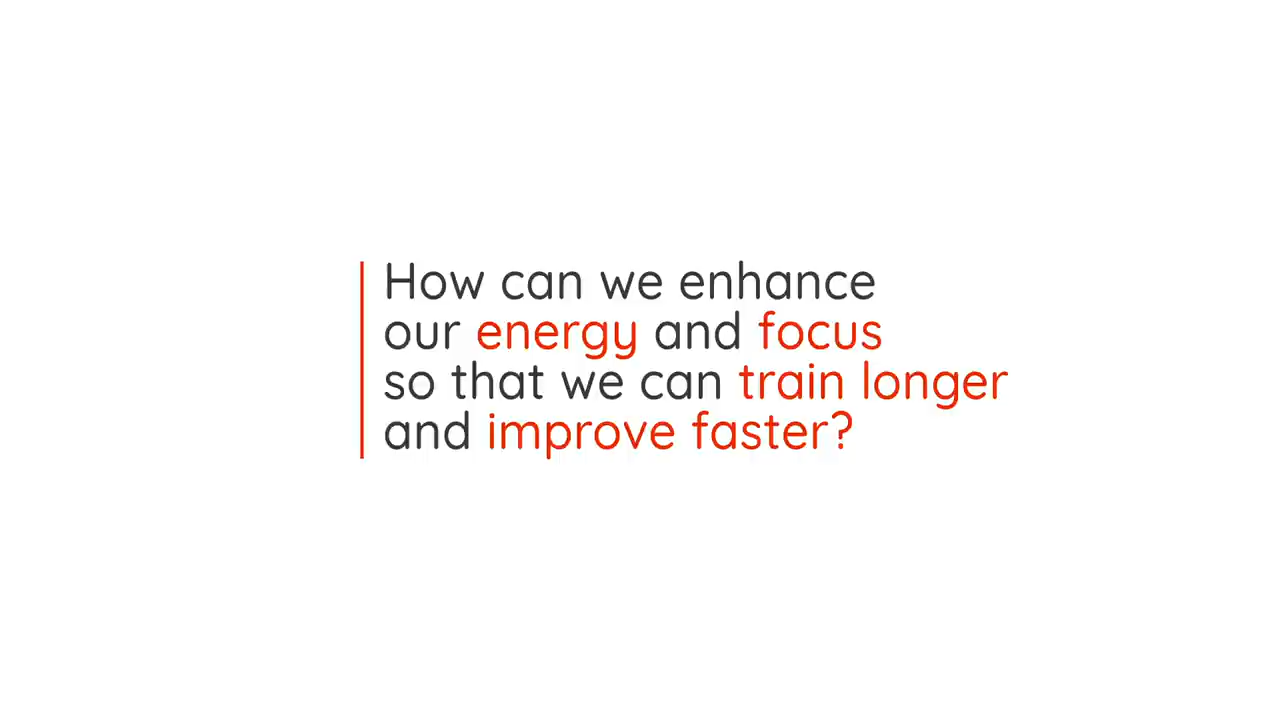 How can we enhance
our energy and focus
so that we can train longer
and improve faster?